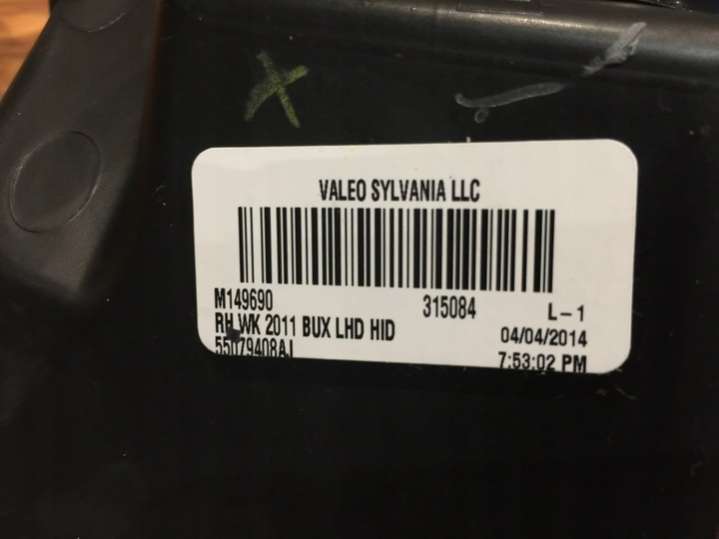 VALEO SYLVANIA LLC
M149690 315084 L-1
RH WK 2011 BUX LHD HID 04/04/2014
55079408AJ 7:53:02 PM